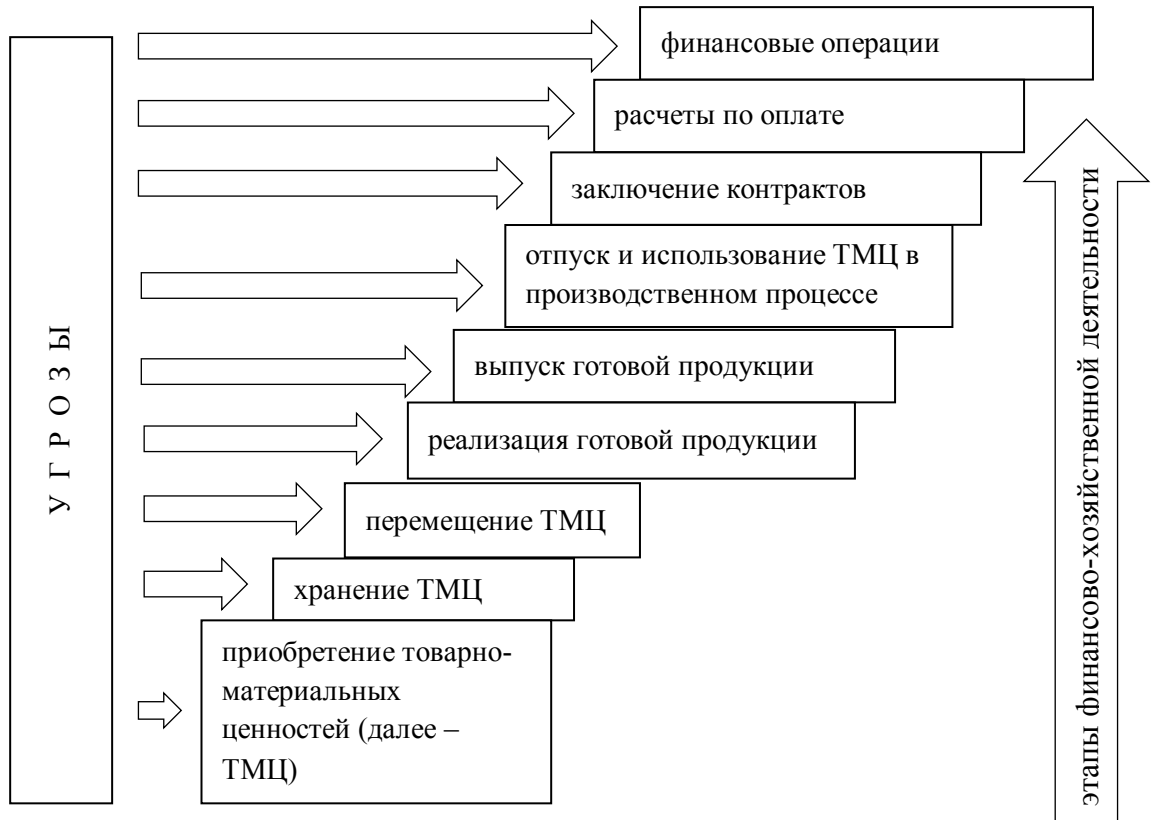 У Г Р О З Ы
финансовые операции
расчеты по оплате
заключение контрактов
отпуск и использование ТМЦ в
производственном процессе
выпуск готовой продукции
реализация готовой продукции
перемещение ТМЦ
хранение ТМЦ
приобретение товарно-
материальных
ценностей (далее –
ТМЦ)
этапы финансово-хозяйственной деятельности